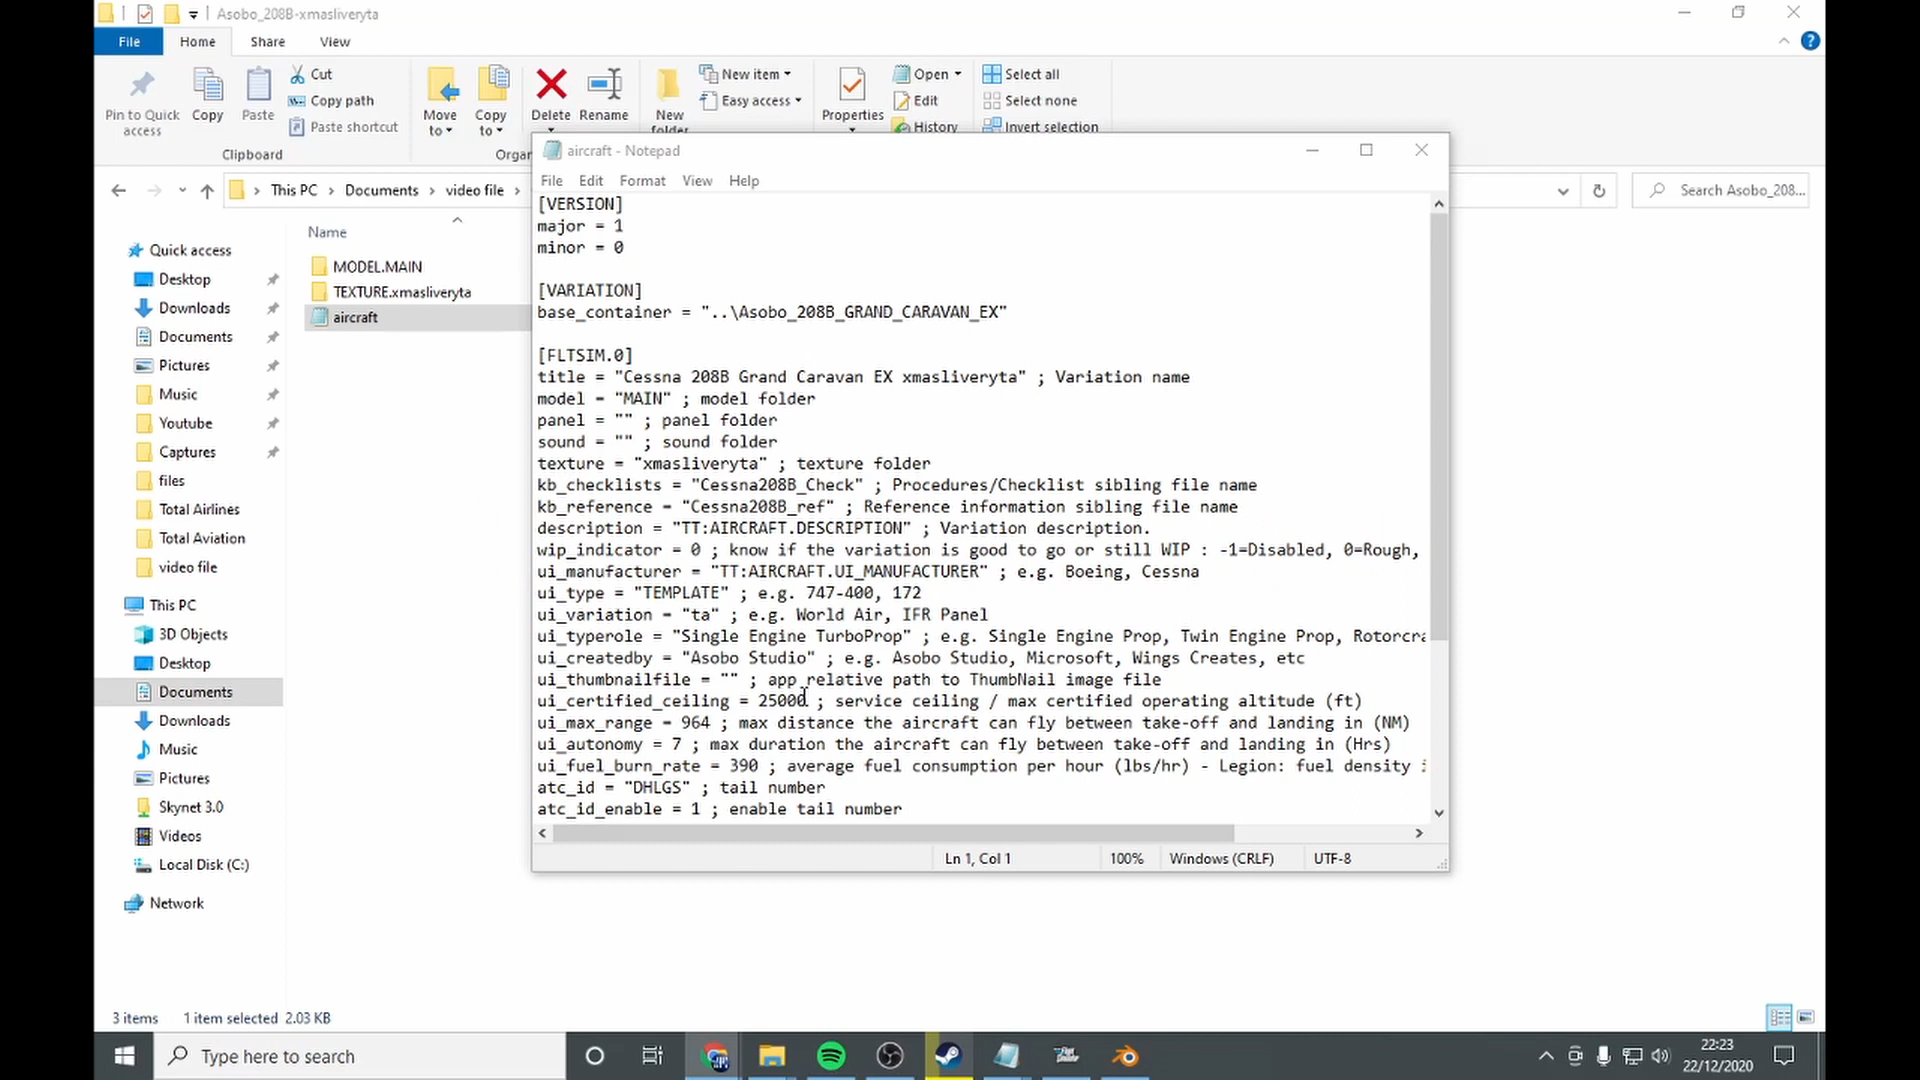 Asobo_208B-xmasliveryta
File
Home
Share
View
Pin to Quick access
Copy
Paste
Cut
Copy path
Paste shortcut
Clipboard
Move to
Copy to
Delete
Rename
Organ
New folder
New item
Easy access
Properties
Open
Edit
History
Select all
Select none
Invert selection
This PC
Documents
video file
Search Asobo_208...
Name
MODEL.MAIN
TEXTURE.xmasliveryta
aircraft
Quick access
Desktop
Downloads
Documents
Pictures
Music
Youtube
Captures
files
Total Airlines
Total Aviation
video file
This PC
3D Objects
Desktop
Documents
Downloads
Music
Pictures
Skynet 3.0
Videos
Local Disk (C:)
Network
aircraft - Notepad
File Edit Format View Help
[VERSION]
major = 1
minor = 0
[VARIATION]
base_container = "..\Asobo_208B_GRAND_CARAVAN_EX"
[FLTSIM.0]
title = "Cessna 208B Grand Caravan EX xmasliveryta" ; Variation name
model = "MAIN" ; model folder
panel = "" ; panel folder
sound = "" ; sound folder
texture = "xmasliveryta" ; texture folder
kb_checklists = "Cessna208B_Check" ; Procedures/Checklist sibling file name
kb_reference = "Cessna208B_ref" ; Reference information sibling file name
description = "TT:AIRCRAFT.DESCRIPTION" ; Variation description.
wip_indicator = 0 ; know if the variation is good to go or still WIP : -1=Disabled, 0=Rough,
ui_manufacturer = "TT:AIRCRAFT.UI_MANUFACTURER" ; e.g. Boeing, Cessna
ui_type = "TEMPLATE" ; e.g. 747-400, 172
ui_variation = "ta" ; e.g. World Air, IFR Panel
ui_typerole = "Single Engine TurboProp" ; e.g. Single Engine Prop, Twin Engine Prop, Rotorcra
ui_createdby = "Asobo Studio" ; e.g. Asobo Studio, Microsoft, Wings Creates, etc
ui_thumbnailfile = "" ; app relative path to ThumbNail image file
ui_certified_ceiling = 25000 ; service ceiling / max certified operating altitude (ft)
ui_max_range = 964 ; max distance the aircraft can fly between take-off and landing in (NM)
ui_autonomy = 7 ; max duration the aircraft can fly between take-off and landing in (Hrs)
ui_fuel_burn_rate = 390 ; average fuel consumption per hour (lbs/hr) - Legion: fuel density i
atc_id = "DHLGS" ; tail number
atc_id_enable = 1 ; enable tail number
Ln 1, Col 1
100%
Windows (CRLF)
UTF-8
3 items 1 item selected 2.03 KB
Type here to search
22:23
22/12/2020